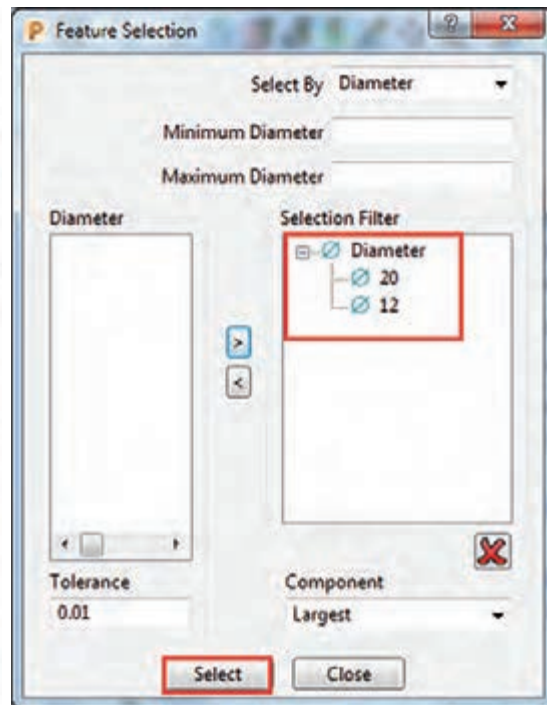 Feature Selection
Select By Diameter
Minimum Diameter
Maximum Diameter
Diameter
Selection Filter
Diameter
20
12
>
<
Tolerance
Component
0.01
Largest
Select
Close